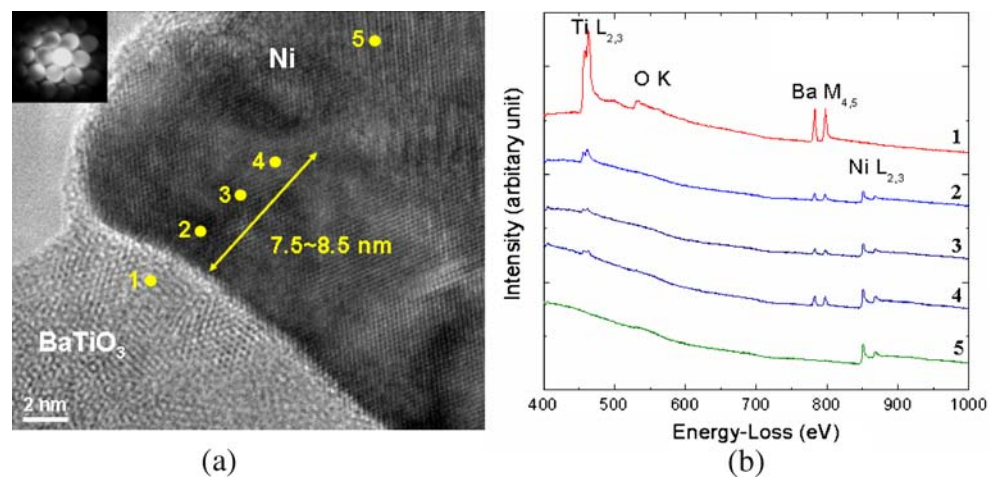 Ni
5
4
3
2
7.5~8.5 nm
1
BaTiO3
2 nm
(a)
Ti L2,3
O K
Ba M4,5
1
Ni L2,3
2
3
4
5
Intensity (arbitary unit)
400 500 600 700 800 900 1000
Energy-Loss (eV)
(b)